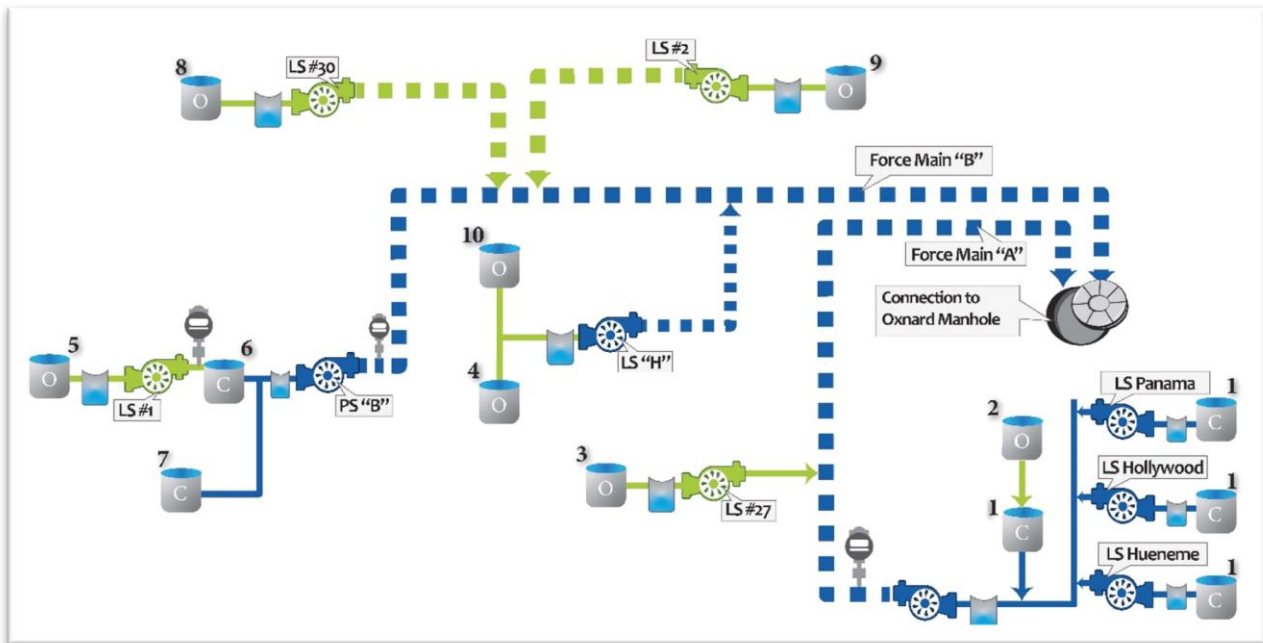 8
O
LS #30
LS #2
9
O
Force Main “B”
10
O
Force Main “A”
Connection to
Oxnard Manhole
5
O
LS #1
6
C
PS “B”
4
O
LS “H”
7
C
3
O
LS #27
2
O
1
C
LS Panama
1
C
LS Hollywood
1
C
LS Hueneme
1
C